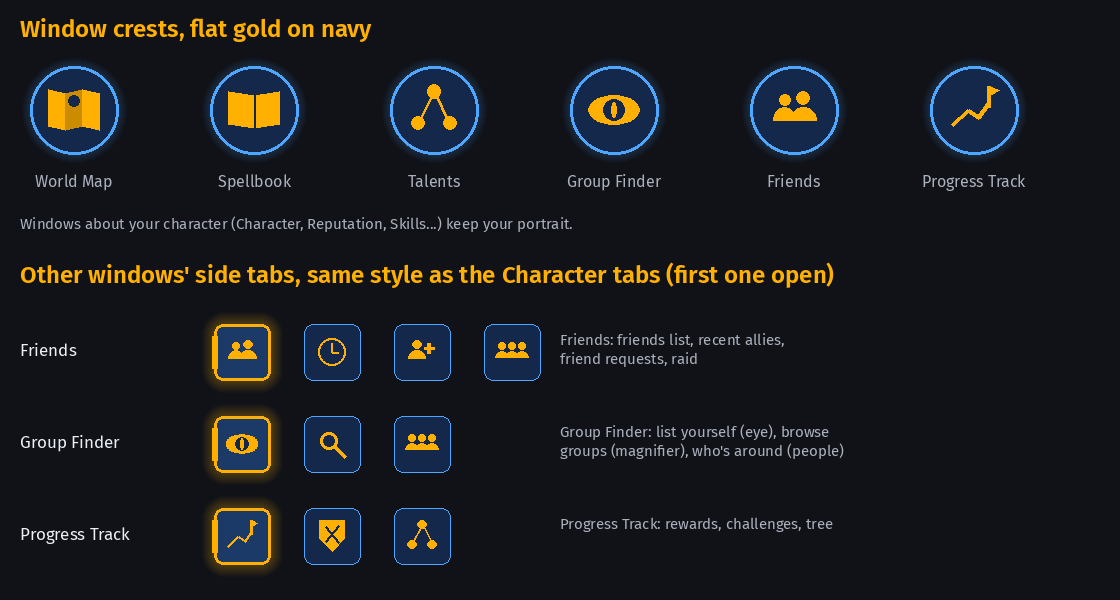 Window crests, flat gold on navy
World Map
Spellbook
Talents
Group Finder
Friends
Progress Track
Windows about your character (Character, Reputation, Skills...) keep your portrait.
Other windows' side tabs, same style as the Character tabs (first one open)
Friends
Friends: friends list, recent allies,
friend requests, raid
Group Finder
Group Finder: list yourself (eye), browse
groups (magnifier), who's around (people)
Progress Track
Progress Track: rewards, challenges, tree